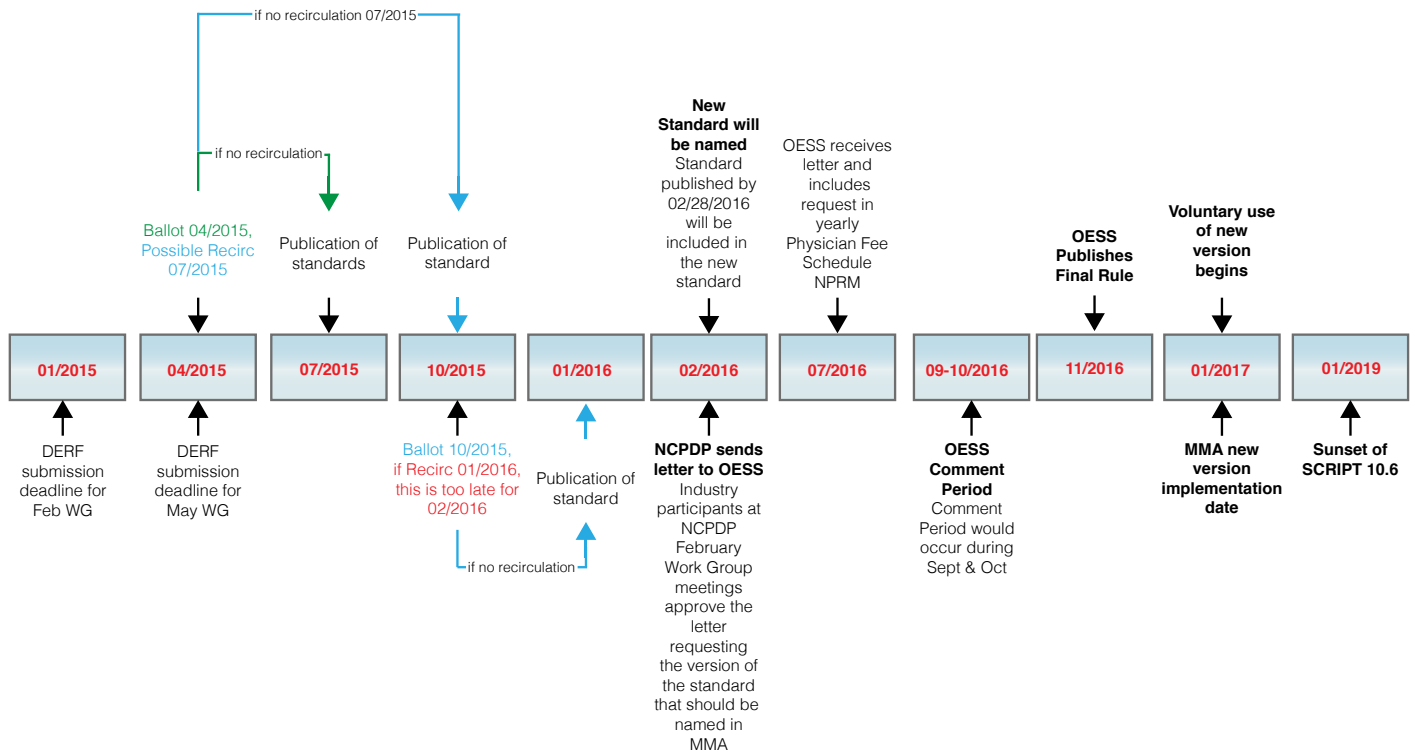 if no recirculation 07/2015
if no recirculation
Ballot 04/2015,
Possible Recirc
07/2015
Publication of
standards
Publication of
standard
New
Standard will
be named
Standard
published by
02/28/2016
will be
included in
the new
standard
OESS receives
letter and
includes
request in
yearly
Physician Fee
Schedule
NPRM
OESS
Publishes
Final Rule
Voluntary use
of new
version
begins
01/2015
04/2015
07/2015
10/2015
01/2016
02/2016
07/2016
09-10/2016
11/2016
01/2017
01/2019
DERF
submission
deadline for
Feb WG
DERF
submission
deadline for
May WG
Ballot 10/2015,
if Recirc 01/2016,
this is too late for
02/2016
if no recirculation
Publication of
standard
NCPDP sends
letter to OESS
Industry
participants at
NCPDP
February
Work Group
meetings
approve the
letter
requesting
the version of
the standard
that should be
named in
MMA
OESS
Comment
Period
Comment
Period would
occur during
Sept & Oct
MMA new
version
implementation
date
Sunset of
SCRIPT 10.6